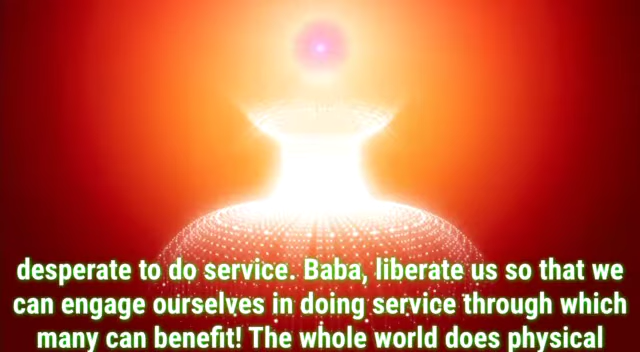 desperate to do service. Baba, liberate us so that we
can engage ourselves in doing service through which
many can benefit! The whole world does physical